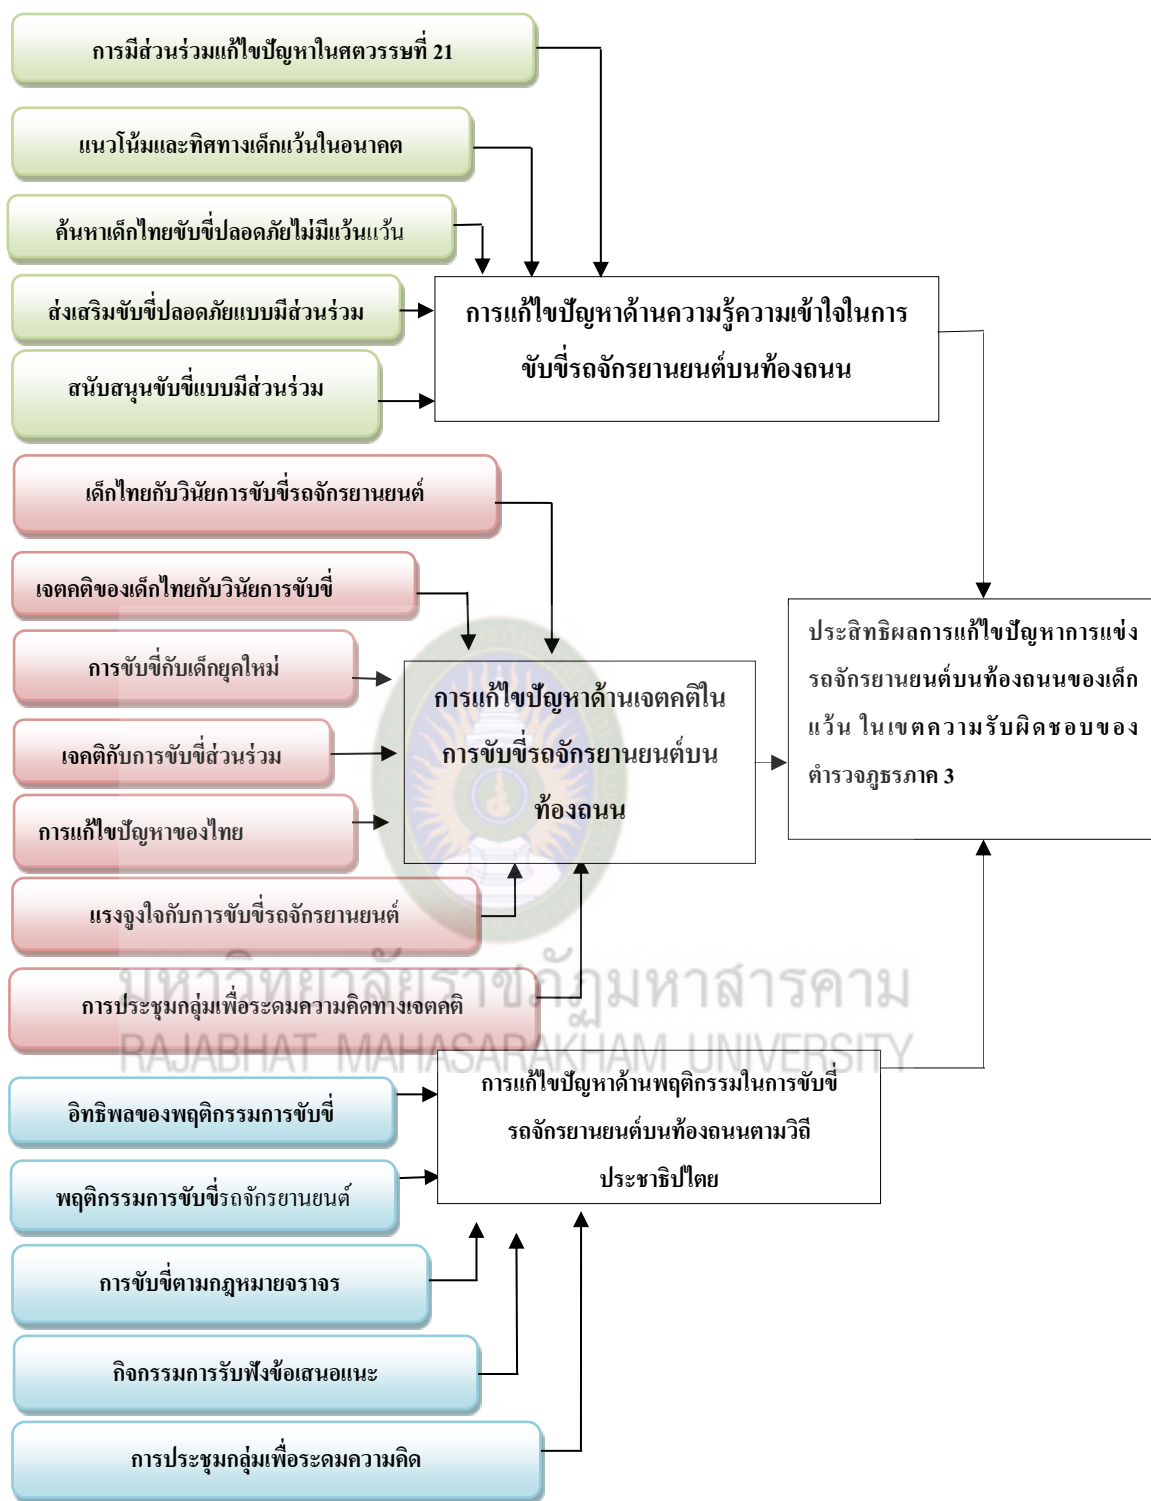 การมีส่วนร่วมแก้ไขปัญหาในศตวรรษที่ 21
แนวโน้มและทิศทางเด็กแว้นในอนาคต
ค้นหาเด็กไทยขับขี่ปลอดภัยไม่มีแว้นแว้น
ส่งเสริมขับขี่ปลอดภัยแบบมีส่วนร่วม
สนับสนุนขับขี่แบบมีส่วนร่วม
การแก้ไขปัญหาด้านความรู้ความเข้าใจในการ
ขับขี่รถจักรยานยนต์บนท้องถนน
เด็กไทยกับวินัยการขับขี่รถจักรยานยนต์
เจตคติของเด็กไทยกับวินัยการขับขี่
การขับขี่กับเด็กยุคใหม่
เจคติกับการขับขี่ส่วนร่วม
การแก้ไขปัญหาของไทย
แรงจูงใจกับการขับขี่รถจักรยานยนต์
การประชุมกลุ่มเพื่อระดมความคิดทางเจตคติ
การแก้ไขปัญหาด้านเจตคติใน
การขับขี่รถจักรยานยนต์บน
ท้องถนน
ประสิทธิผลการแก้ไขปัญหาการแข่ง
รถจักรยานยนต์บนท้องถนนของเด็ก
แว้น ในเขตความรับผิดชอบของ
ตำรวจภูธรภาค 3
มหาวิทยาลัยราชภัฏมหาสารคาม
RAJABHAT MAHASARAKHAM UNIVERSITY
อิทธิพลของพฤติกรรมการขับขี่
พฤติกรรมการขับขี่รถจักรยานยนต์
การขับขี่ตามกฎหมายจราจร
กิจกรรมการรับฟังข้อเสนอแนะ
การประชุมกลุ่มเพื่อระดมความคิด
การแก้ไขปัญหาด้านพฤติกรรมในการขับขี่
รถจักรยานยนต์บนท้องถนนตามวิถี
ประชาธิปไตย